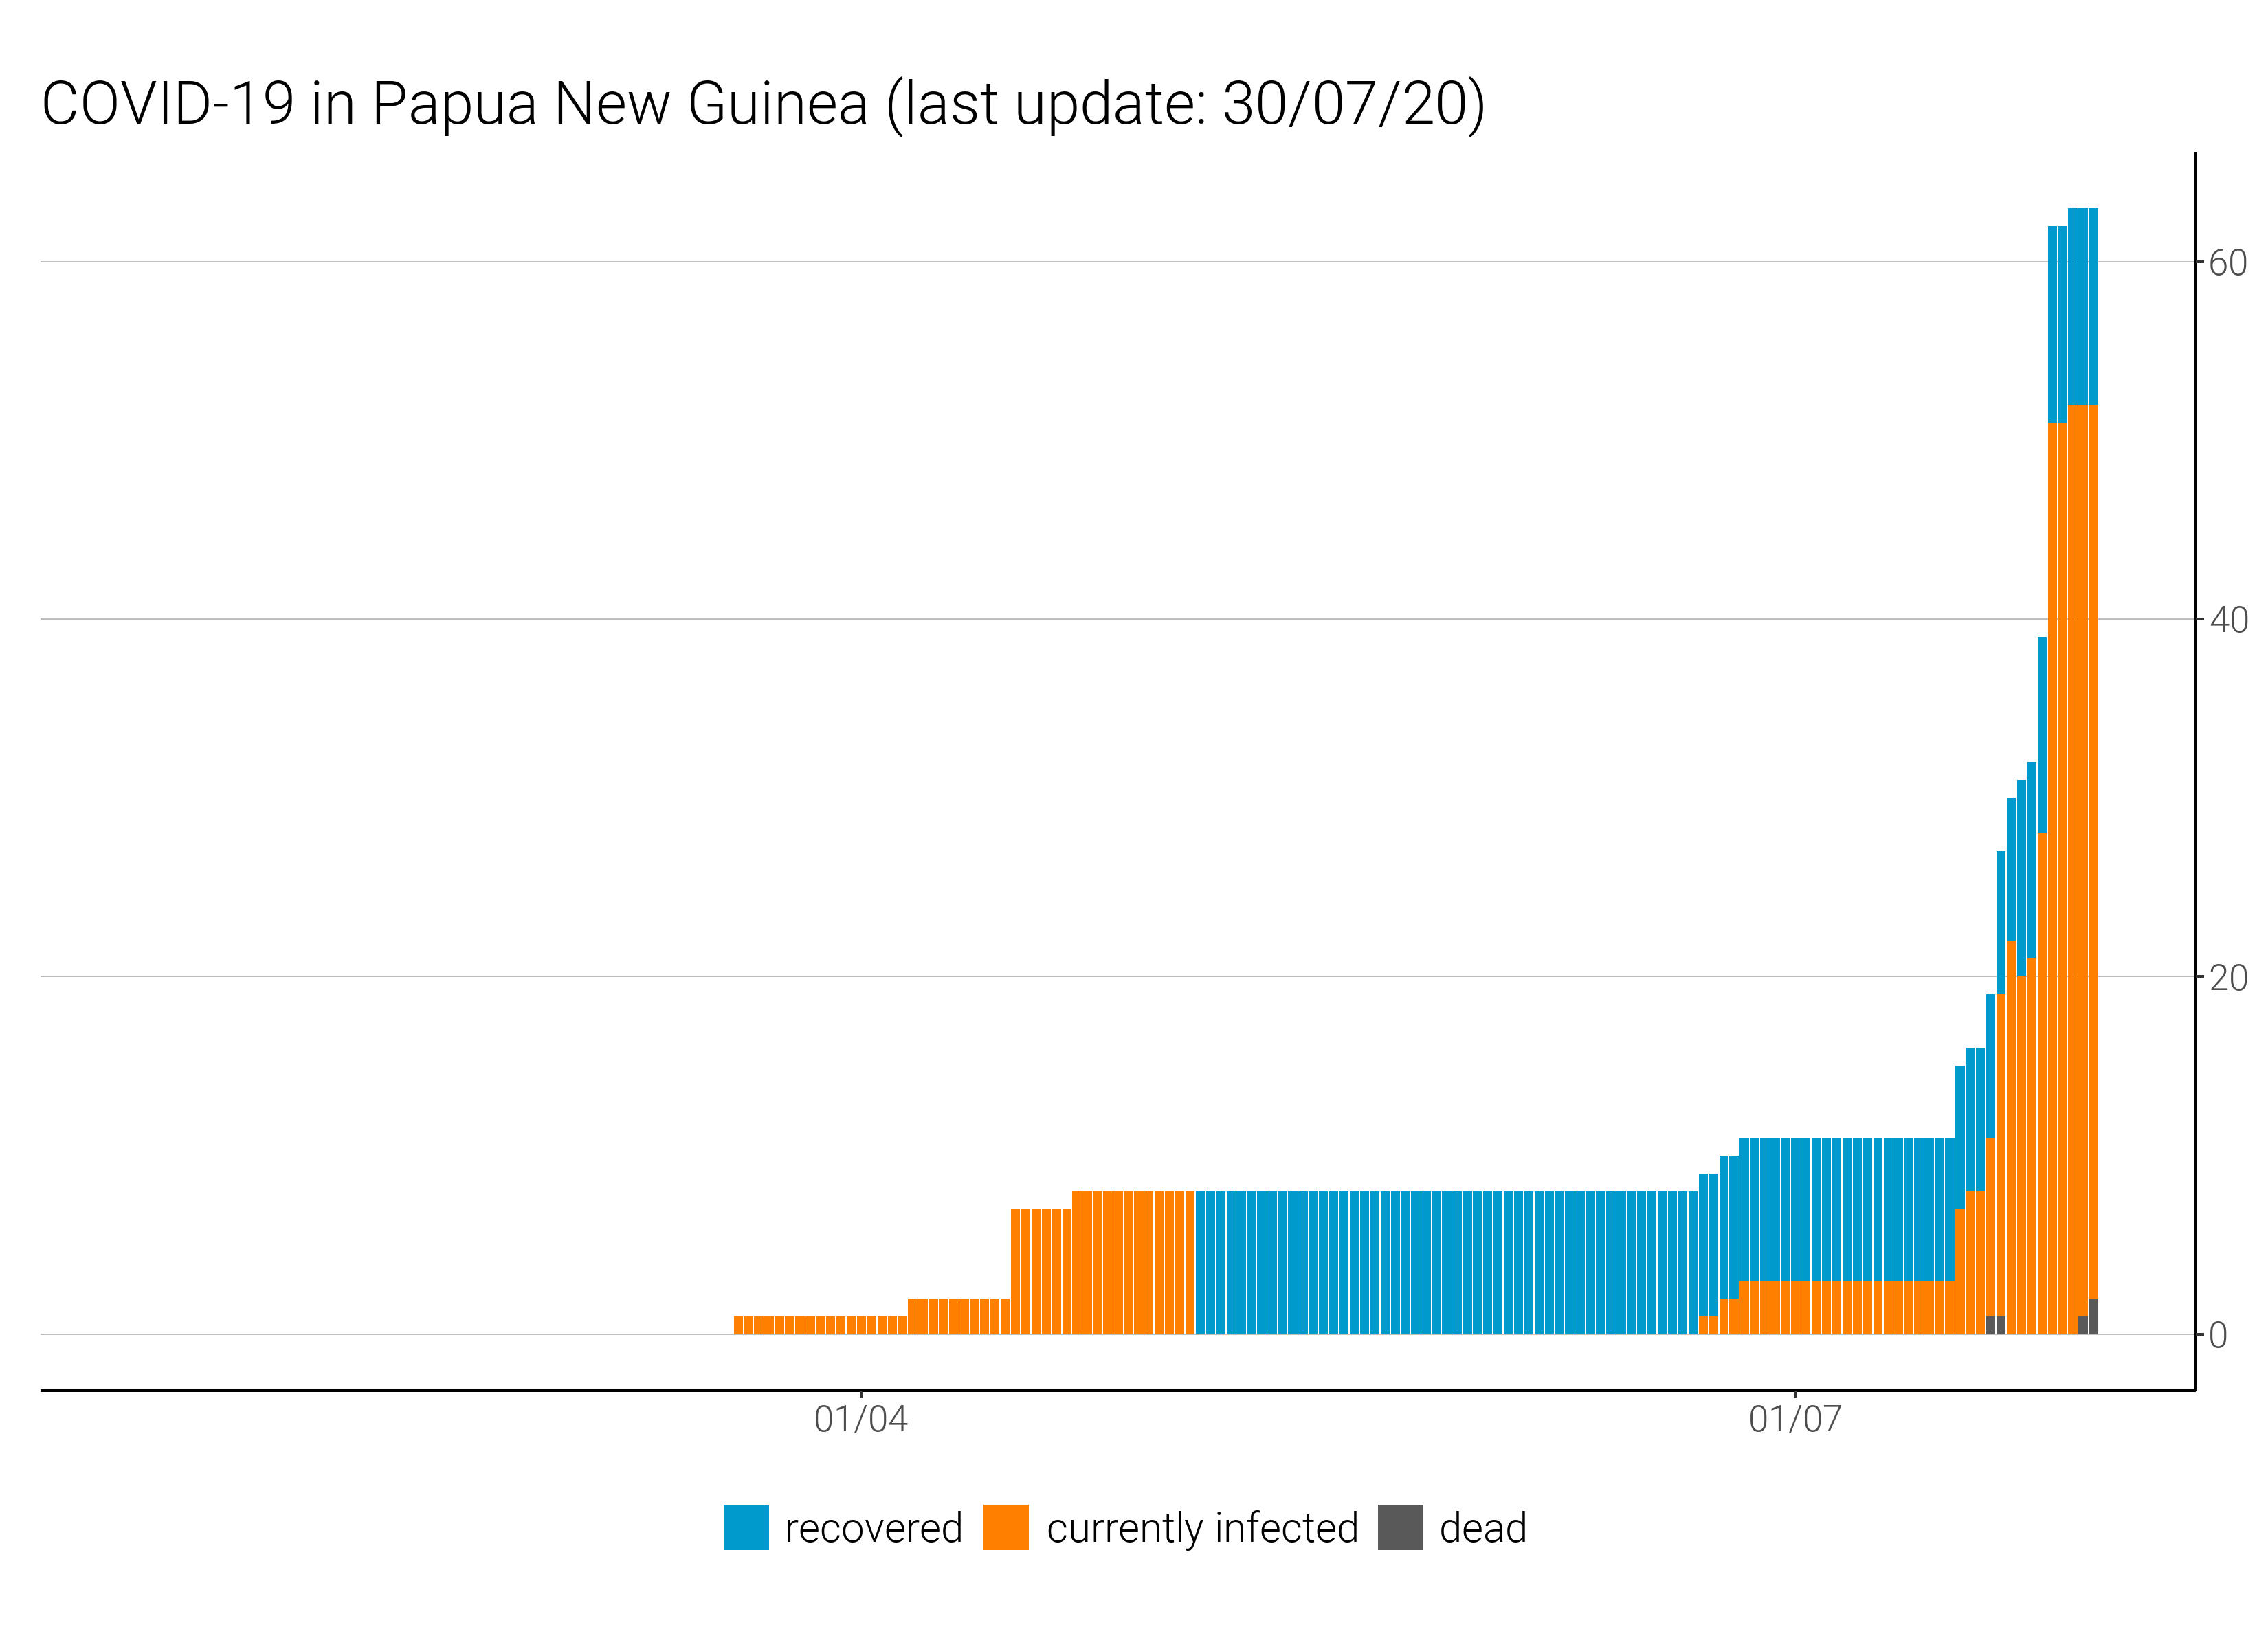 COVID-19 in Papua New Guinea (last update: 30/07/20)
60
40
20
0
01/04 01/07
recovered currently infected dead